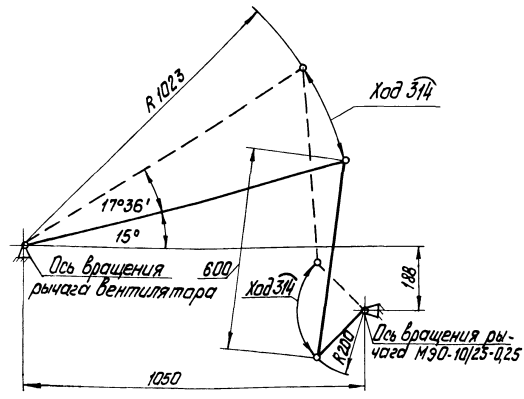 R 1023
Ход 314
17°36'
15°
Ось вращения
рычага вентилятора
600
Ход 314
188
R200
Ось вращения ры-
чага МЭО-10/25-0,25
1050